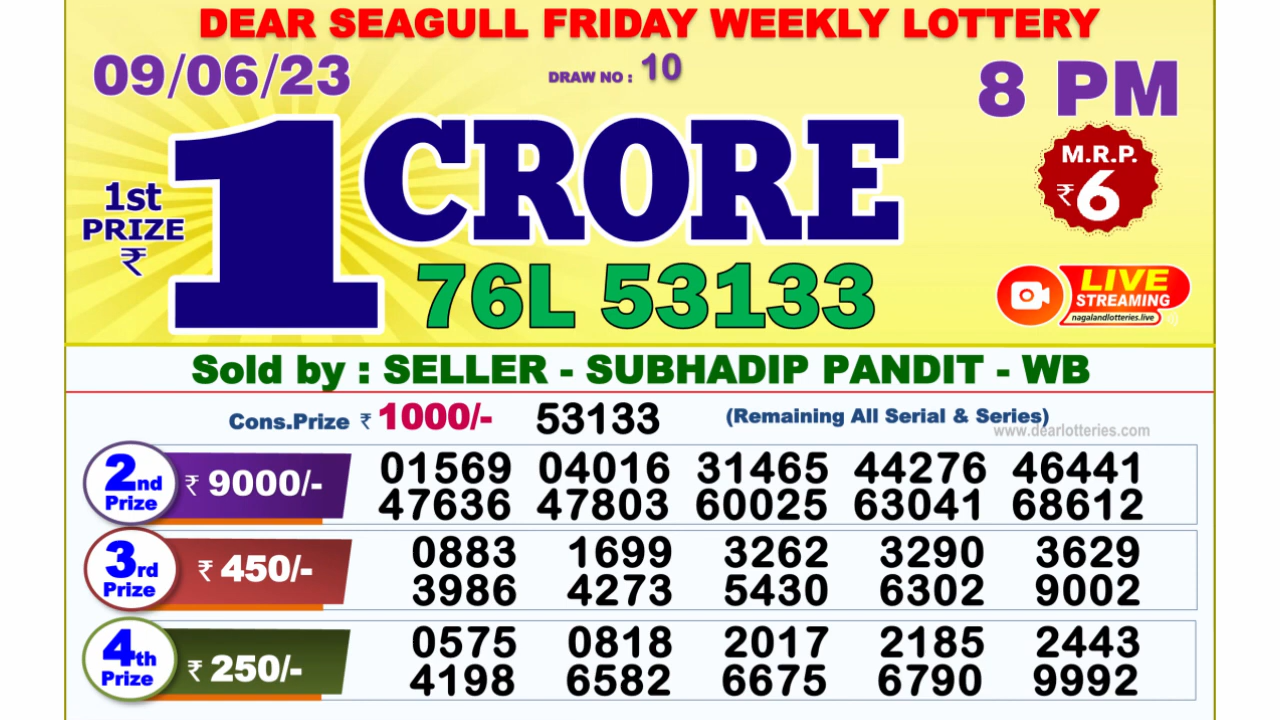 DEAR SEAGULL FRIDAY WEEKLY LOTTERY
09/06/23
DRAW NO : 10
8 PM
1st
PRIZE
₹
1 CRORE
M.R.P.
₹6
76L 53133
LIVE
STREAMING
nagalandlotteries.live
Sold by : SELLER - SUBHADIP PANDIT - WB
Cons.Prize ₹ 1000/- 53133 (Remaining All Serial & Series)
www.dearlotteries.com
2nd
Prize
₹ 9000/-
01569 04016 31465 44276 46441
47636 47803 60025 63041 68612
3rd
Prize
₹ 450/-
0883 1699 3262 3290 3629
3986 4273 5430 6302 9002
4th
Prize
₹ 250/-
0575 0818 2017 2185 2443
4198 6582 6675 6790 9992